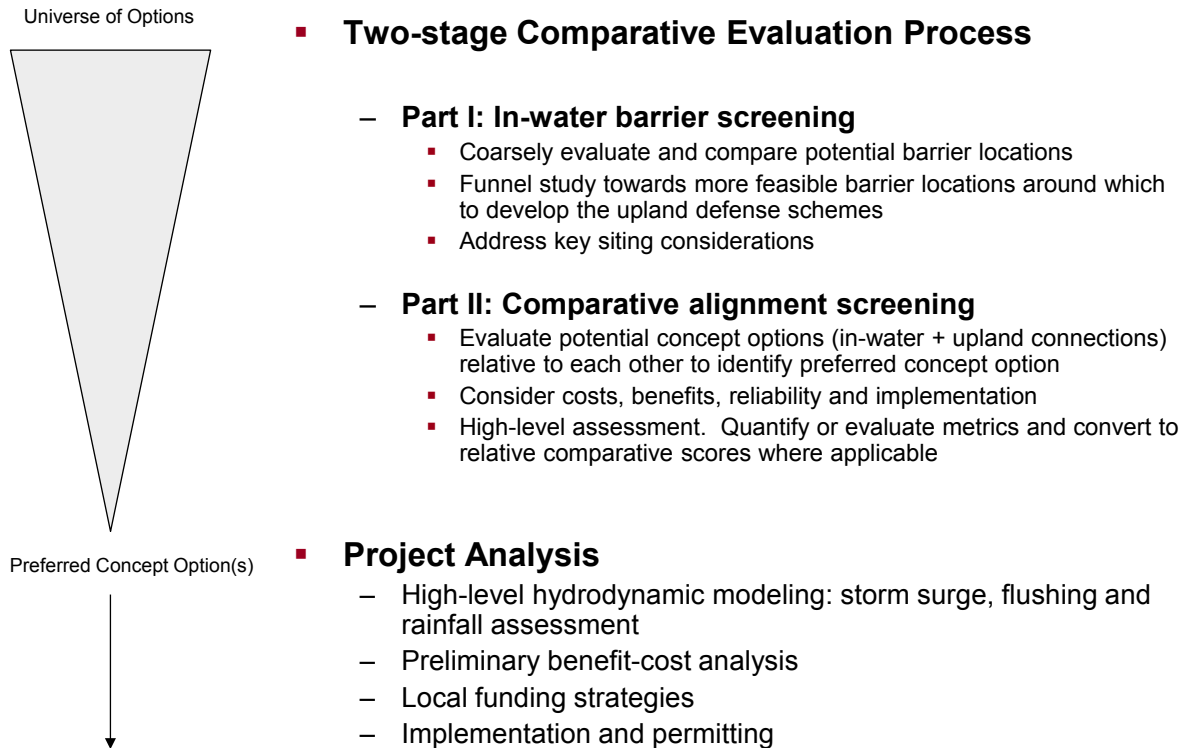 Universe of Options
▪ Two-stage Comparative Evaluation Process
– Part I: In-water barrier screening
▪ Coarsely evaluate and compare potential barrier locations
▪ Funnel study towards more feasible barrier locations around which
to develop the upland defense schemes
▪ Address key siting considerations
– Part II: Comparative alignment screening
▪ Evaluate potential concept options (in-water + upland connections)
relative to each other to identify preferred concept option
▪ Consider costs, benefits, reliability and implementation
▪ High-level assessment.  Quantify or evaluate metrics and convert to
relative comparative scores where applicable
Preferred Concept Option(s)
▪ Project Analysis
– High-level hydrodynamic modeling: storm surge, flushing and
rainfall assessment
– Preliminary benefit-cost analysis
– Local funding strategies
– Implementation and permitting